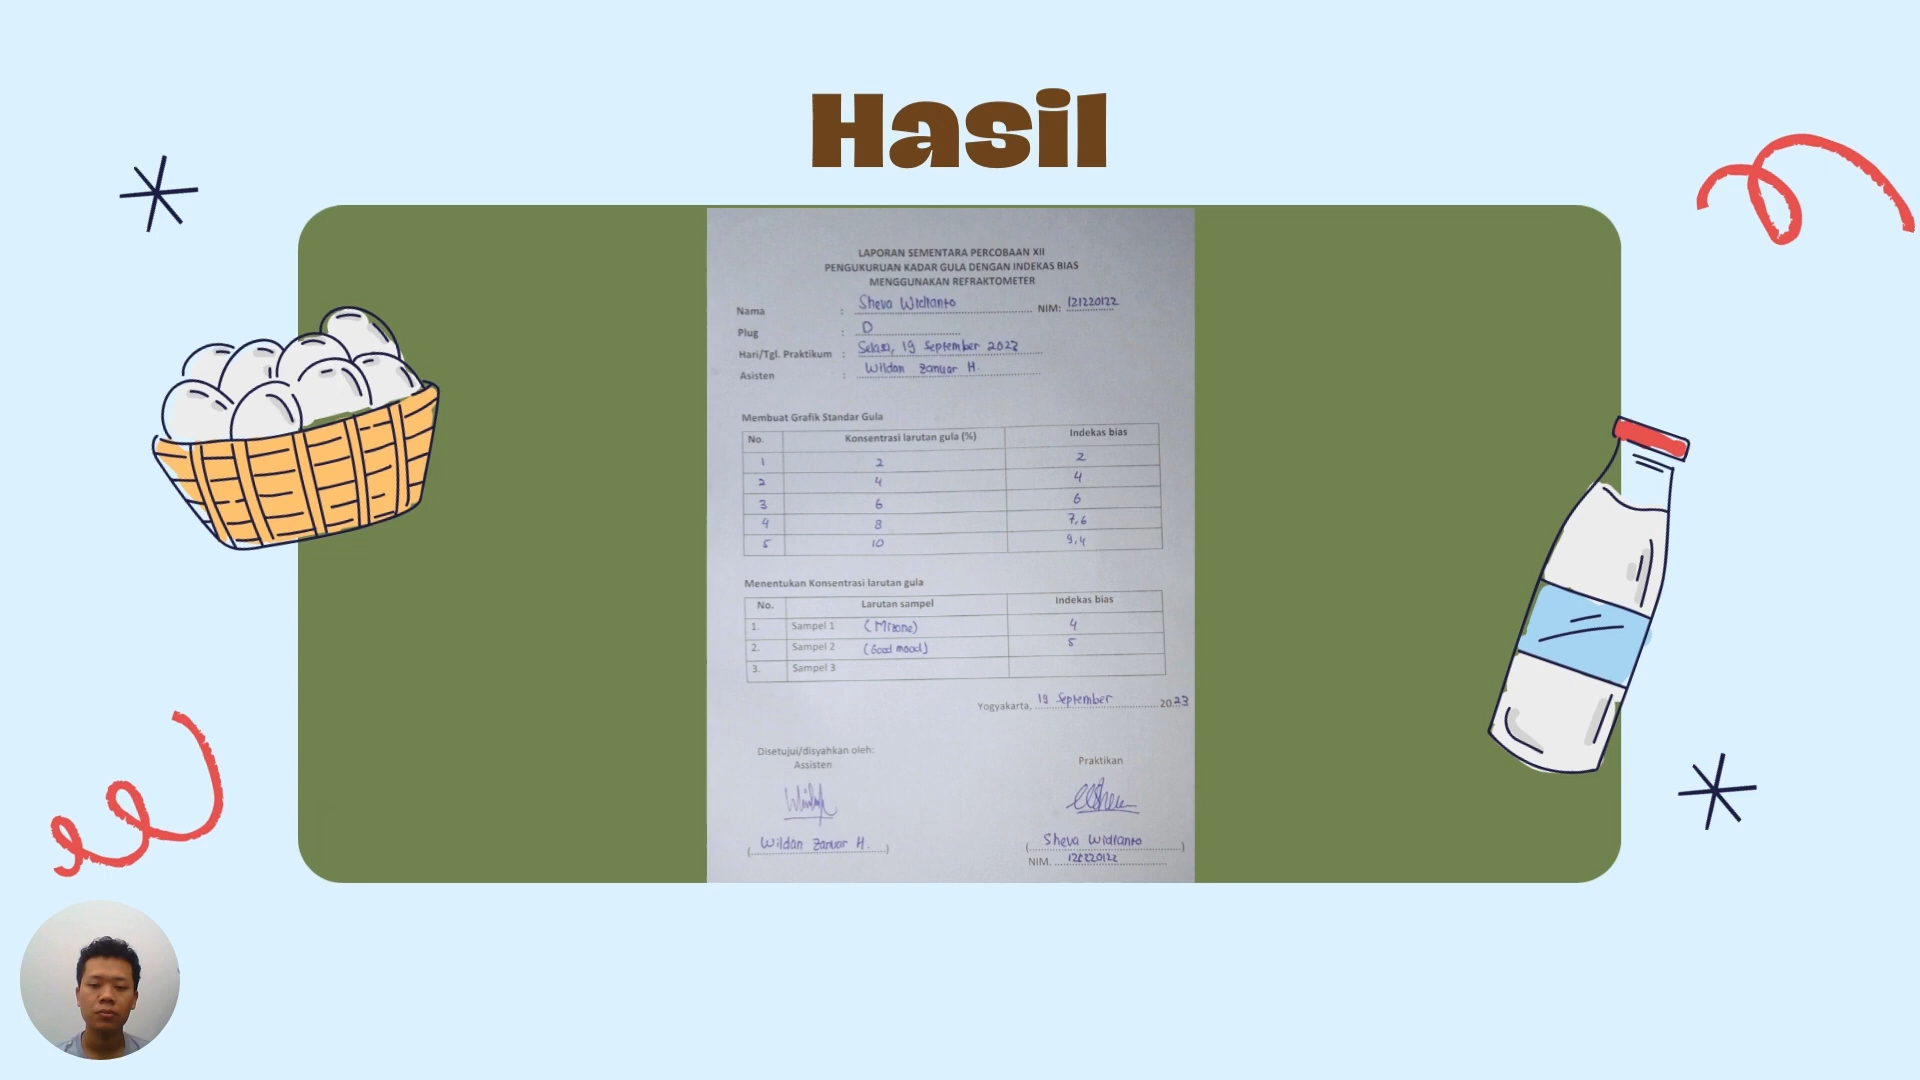 Hasil
LAPORAN SEMENTARA PERCOBAAN XII
PENGUKURUAN KADAR GULA DENGAN INDEKAS BIAS
MENGGUNAKAN REFRAKTOMETER
Nama : Sheva Widianto NIM: 121220122
Plug : D
Hari/Tgl. Praktikum : Selasa, 19 September 2023
Asisten : Wildan Zanuar H.
Membuat Grafik Standar Gula
No. Konsentrasi larutan gula (%) Indekas bias
1 2 2
2 4 4
3 6 6
4 8 7,6
5 10 9,4
Menentukan Konsentrasi larutan gula
No. Larutan sampel Indekas bias
1. Sampel 1 (Mizone) 4
2. Sampel 2 (Good mood) 5
3. Sampel 3
Yogyakarta, 19 September 2023
Disetujui/disyahkan oleh:
Assisten
Praktikan
(Wildan Zanuar H.)
(Sheva Widianto)
NIM.